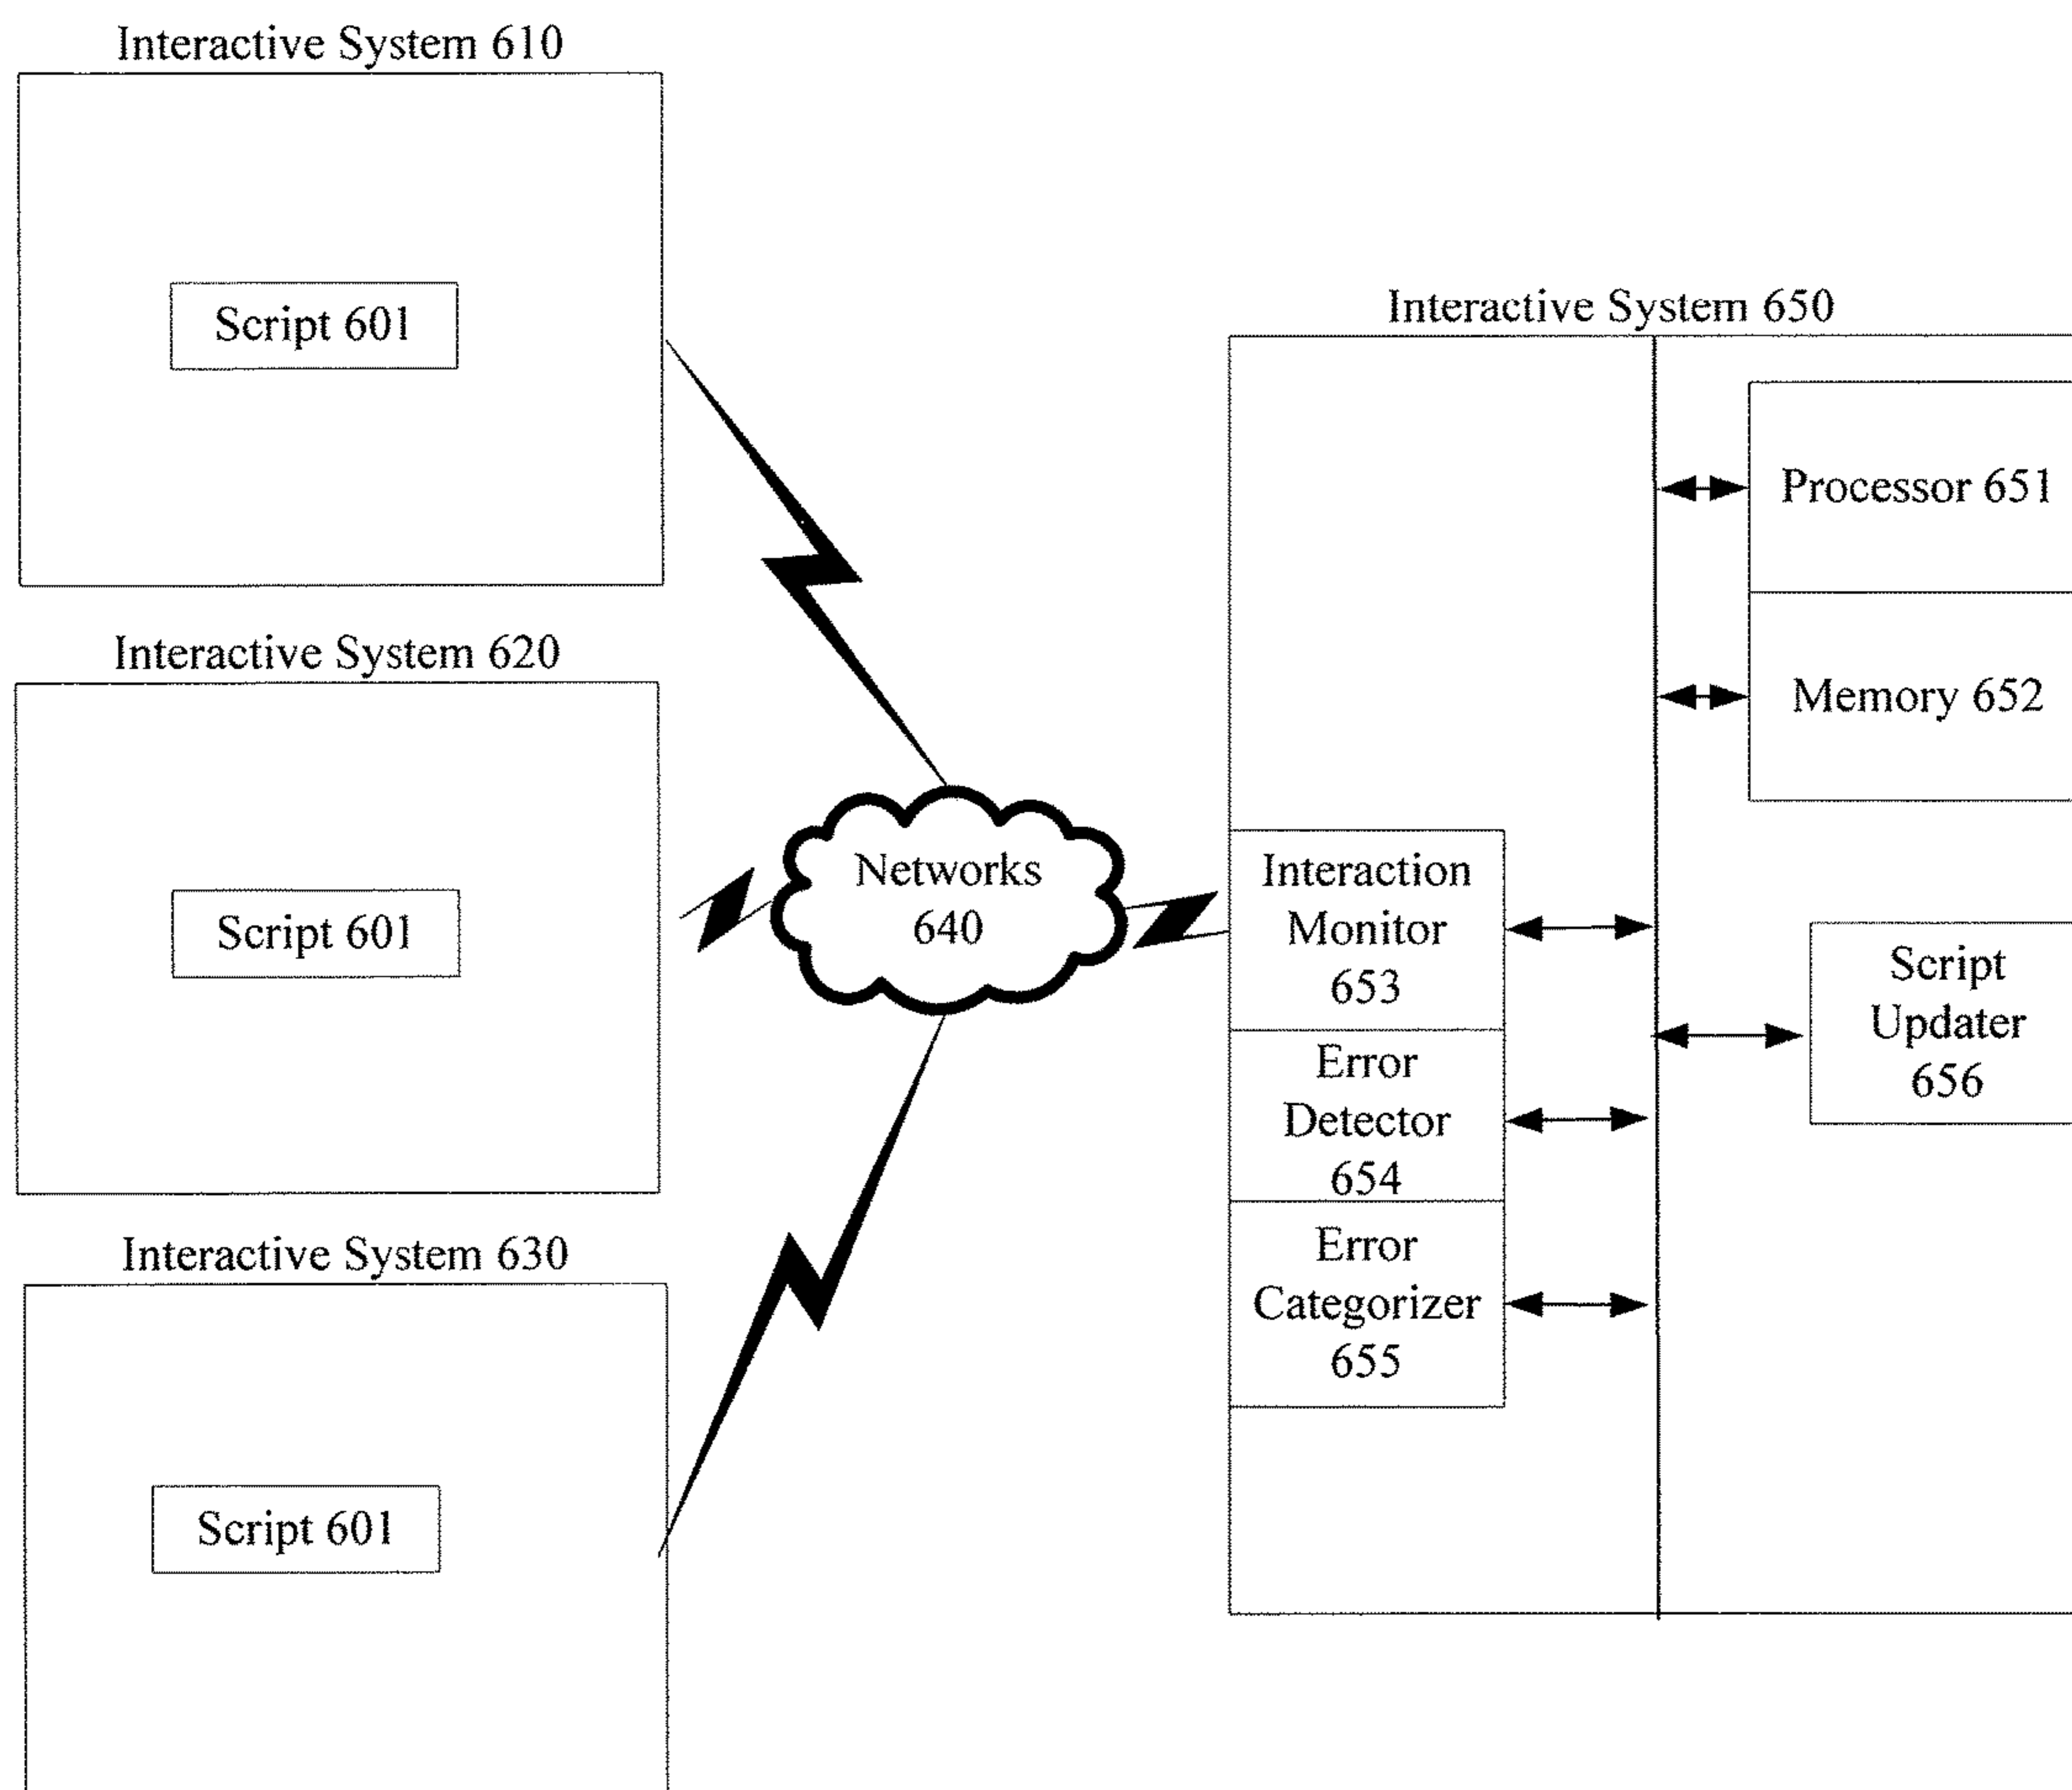 Interactive System 610
Script 601
Interactive System 620
Script 601
Interactive System 630
Script 601
Networks
640
Interactive System 650
Processor 651
Memory 652
Interaction
Monitor
653
Error
Detector
654
Error
Categorizer
655
Script
Updater
656